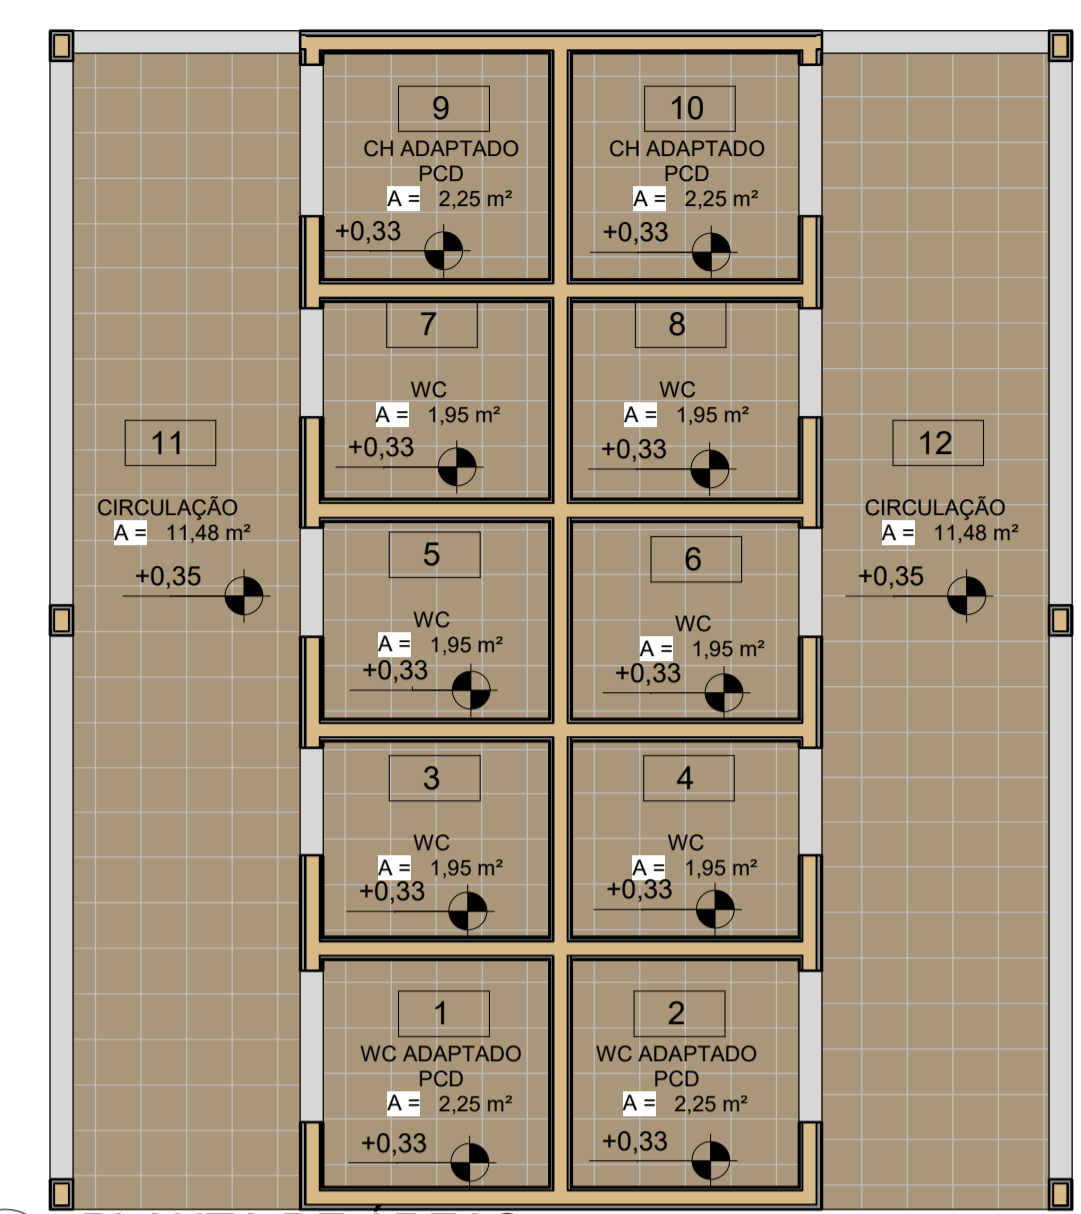 9
CH ADAPTADO
PCD
A = 2,25 m²
+0,33
10
CH ADAPTADO
PCD
A = 2,25 m²
+0,33
7
WC
A = 1,95 m²
+0,33
8
WC
A = 1,95 m²
+0,33
11
CIRCULAÇÃO
A = 11,48 m²
+0,35
12
CIRCULAÇÃO
A = 11,48 m²
+0,35
5
WC
A = 1,95 m²
+0,33
6
WC
A = 1,95 m²
+0,33
3
WC
A = 1,95 m²
+0,33
4
WC
A = 1,95 m²
+0,33
1
WC ADAPTADO
PCD
A = 2,25 m²
+0,33
2
WC ADAPTADO
PCD
A = 2,25 m²
+0,33